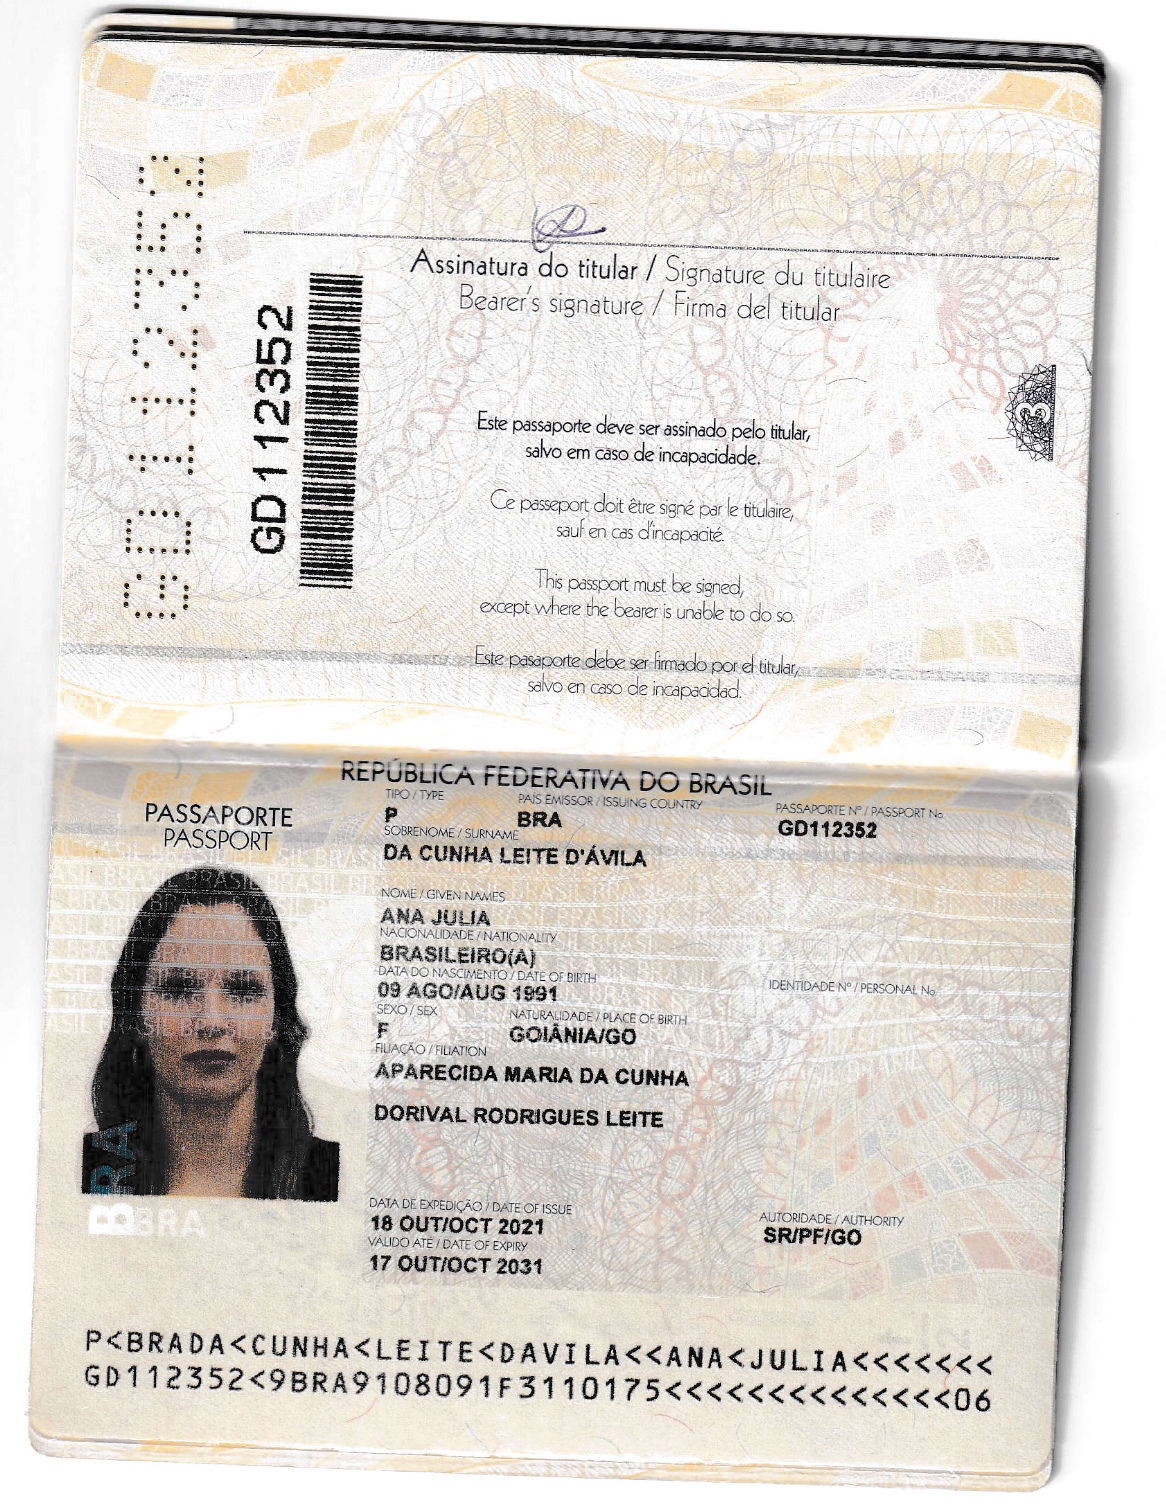 GD112352
GD112352
Assinatura do titular / Signature du titulaire
Bearer's signature / Firma del titular
3
Este passaporte deve ser assinado pelo titular,
salvo em caso de incapacidade.
Ce passeport doit être signé par le titulaire,
sauf en cas d'incapacité.
This passport must be signed,
except where the bearer is unable to do so.
Este pasaporte debe ser firmado por el titular,
salvo en caso de incapacidad.
REPÚBLICA FEDERATIVA DO BRASIL
PASSAPORTE
PASSPORT
TIPO / TYPE
PAÍS EMISSOR / ISSUING COUNTRY
PASSAPORTE Nº / PASSPORT No.
P
BRA
GD112352
SOBRENOME / SURNAME
DA CUNHA LEITE D'ÁVILA
NOME / GIVEN NAMES
ANA JULIA
NACIONALIDADE / NATIONALITY
BRASILEIRO(A)
DATA DO NASCIMENTO / DATE OF BIRTH
IDENTIDADE Nº / PERSONAL No.
09 AGO/AUG 1991
SEXO / SEX
NATURALIDADE / PLACE OF BIRTH
F
GOIÂNIA/GO
FILIAÇÃO / FILIATION
APARECIDA MARIA DA CUNHA
DORIVAL RODRIGUES LEITE
BRA
BRA
DATA DE EXPEDIÇÃO / DATE OF ISSUE
AUTORIDADE / AUTHORITY
18 OUT/OCT 2021
SR/PF/GO
VÁLIDO ATÉ / DATE OF EXPIRY
17 OUT/OCT 2031
P<BRADA<CUNHA<LEITE<DAVILA<<ANA<JULIA<<<<<<<
GD112352<9BRA9108091F3110175<<<<<<<<<<<<<<06